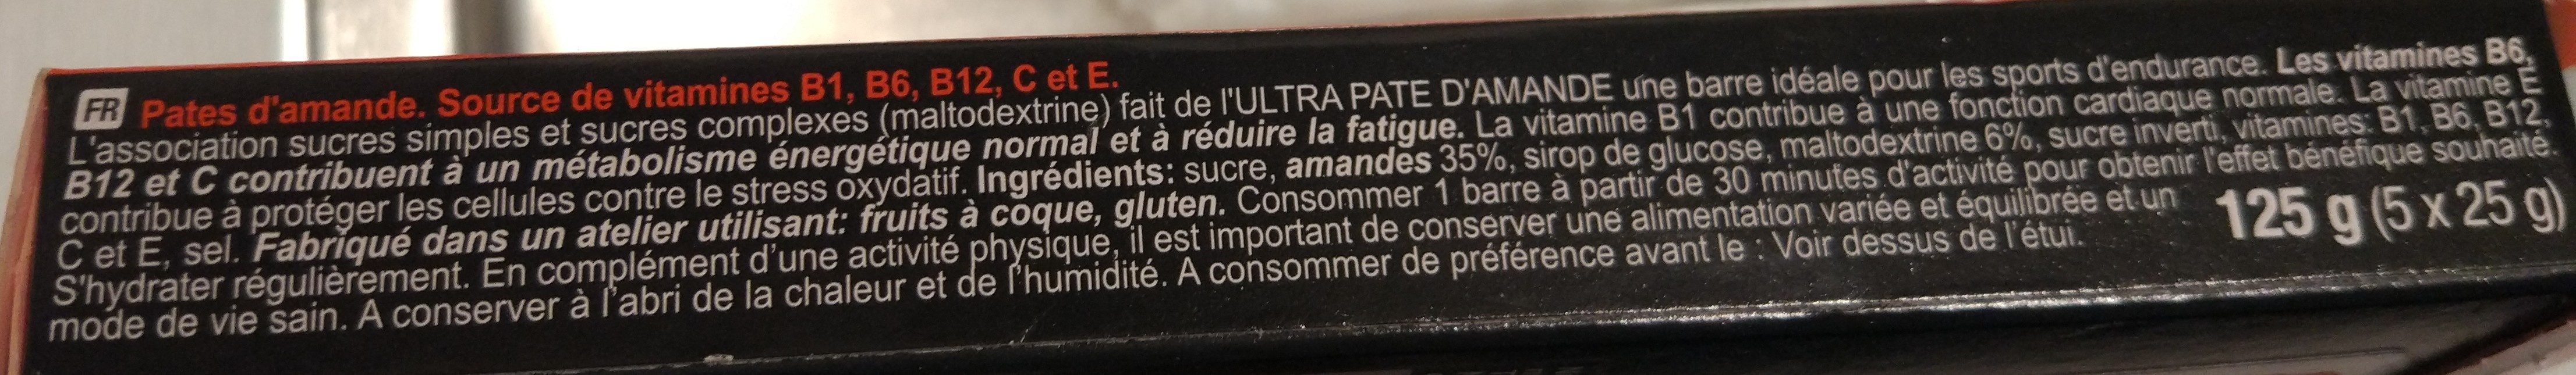 FR Pates d'amande. Source de vitamines B1, B6, B12, C et E.
L'association sucres simples et sucres complexes (maltodextrine) fait de l'ULTRA PATE D'AMANDE une barre idéale pour les sports d'endurance. Les vitamines B6,
B12 et C contribuent à un métabolisme énergétique normal et à réduire la fatigue. La vitamine B1 contribue à une fonction cardiaque normale. La vitamine E
contribue à protéger les cellules contre le stress oxydatif. Ingrédients: sucre, amandes 35%, sirop de glucose, maltodextrine 6%, sucre inverti, vitamines: B1, B6, B12,
C et E, sel. Fabriqué dans un atelier utilisant: fruits à coque, gluten. Consommer 1 barre à partir de 30 minutes d'activité pour obtenir l'effet bénéfique souhaité.
S'hydrater régulièrement. En complément d'une activité physique, il est important de conserver une alimentation variée et équilibrée et un
mode de vie sain. A conserver à l'abri de la chaleur et de l'humidité. A consommer de préférence avant le : Voir dessus de l'étui.
125 g (5 x 25 g)